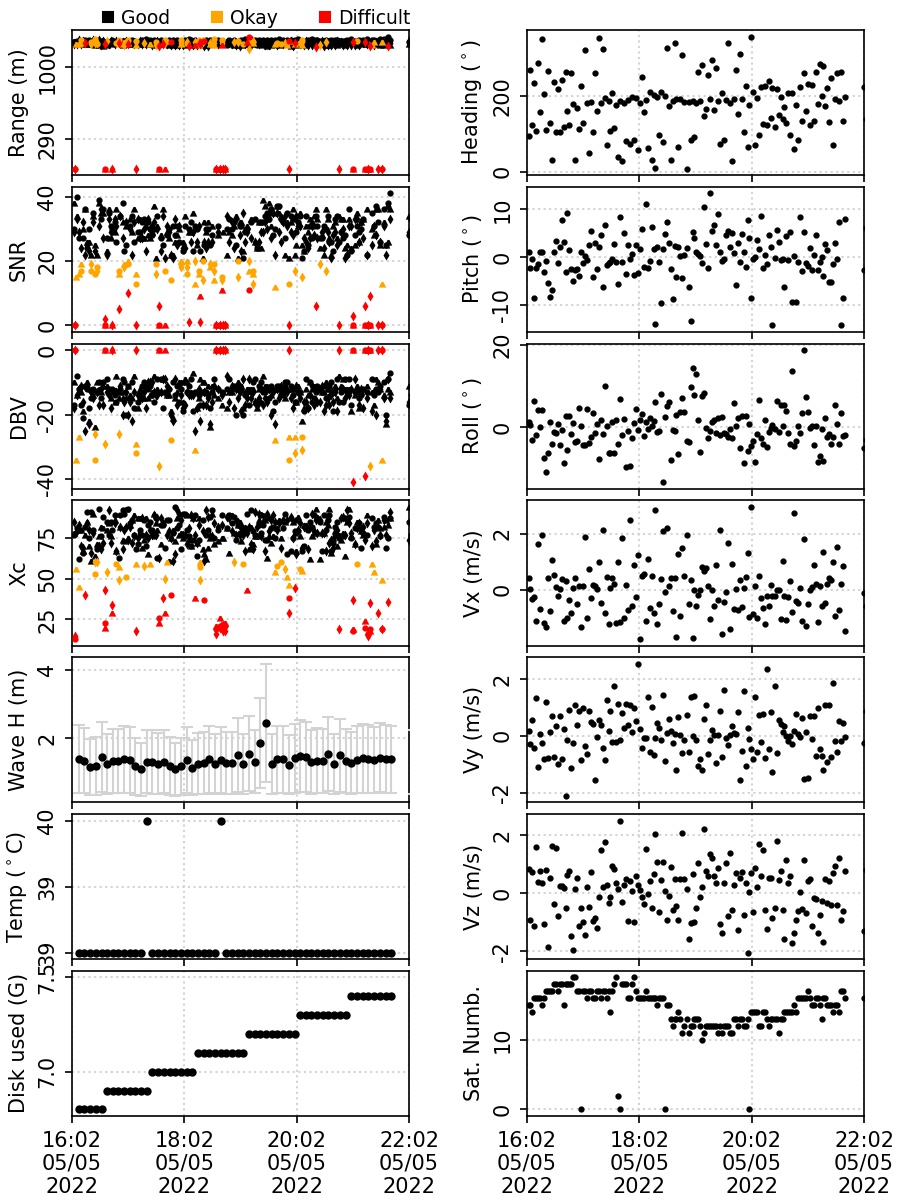 Good Okay Difficult
Range (m)
1000
290
Heading (°)
200
0
SNR
40
20
0
Pitch (°)
10
0
-10
DBV
0
-20
-40
Roll (°)
20
0
Xc
75
50
25
Vx (m/s)
2
0
Wave H (m)
4
2
Vy (m/s)
2
0
-2
Temp (°C)
40
39
39
Vz (m/s)
2
0
-2
Disk used (G)
7.5
7.0
Sat. Numb.
10
0
16:02 18:02 20:02 22:02
05/05 05/05 05/05 05/05
2022 2022 2022 2022
16:02 18:02 20:02 22:02
05/05 05/05 05/05 05/05
2022 2022 2022 2022